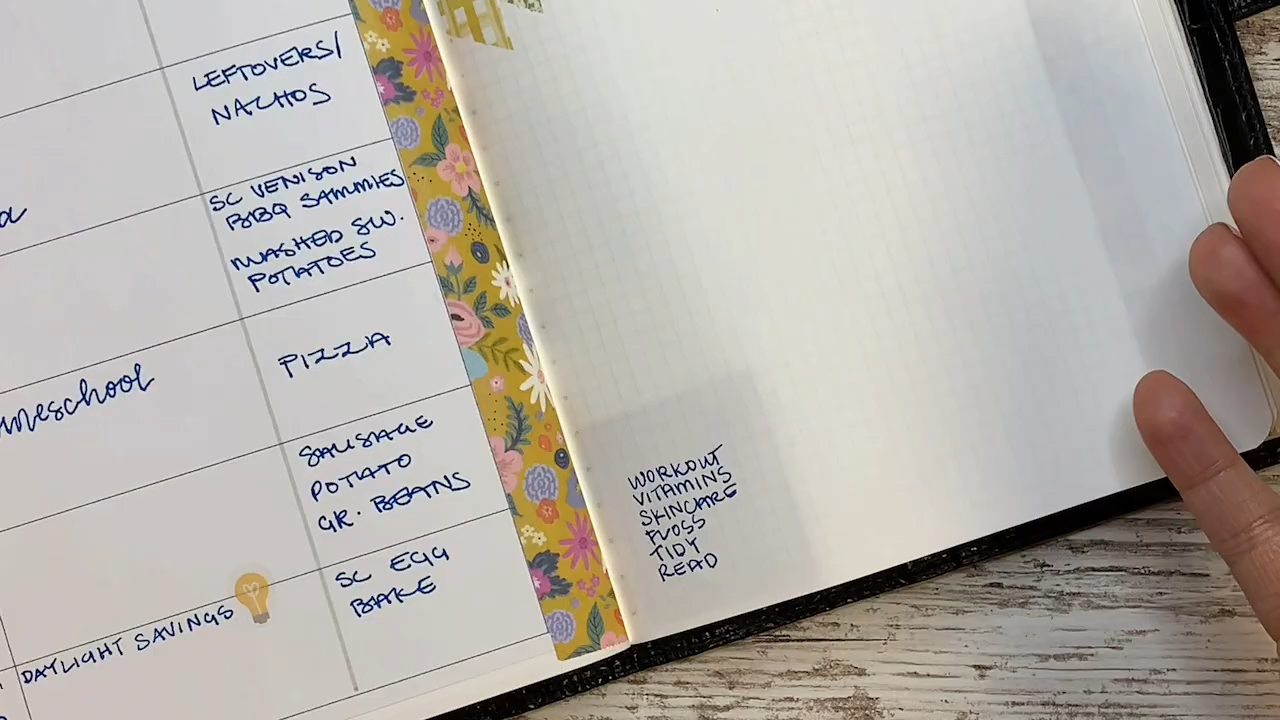 LEFTOVERS/
NACHOS
SC VENISON
BBQ SAMMIES
MASHED SW.
POTATOES
PIZZA
SAUSAGE
POTATO
GR. BEANS
SC EGG
BAKE
DAYLIGHT SAVINGS
WORKOUT
VITAMINS
SKINCARE
FLOSS
TIDY
READ